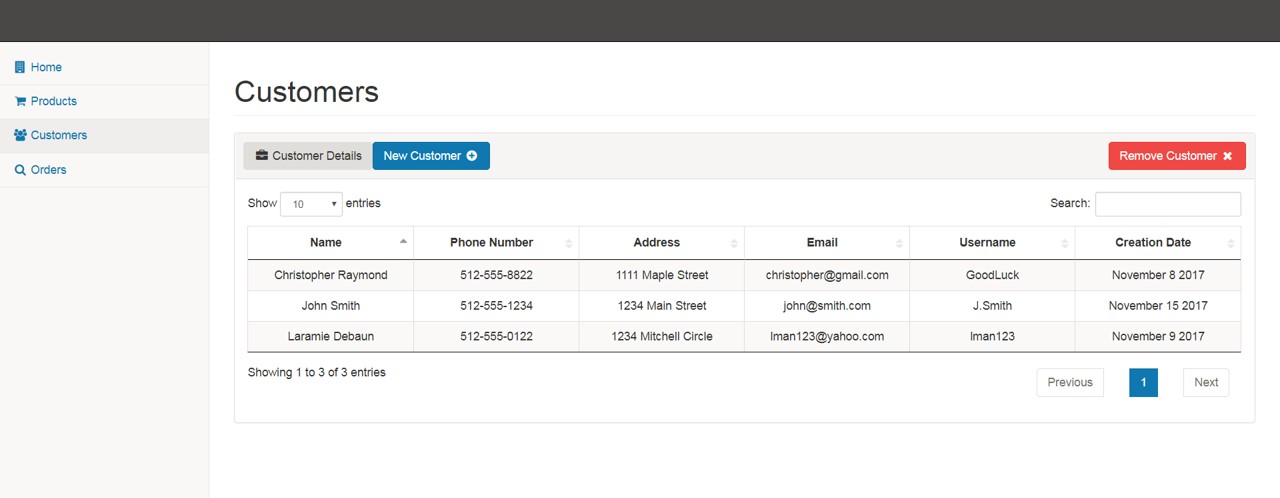 Home
Products
Customers
Orders
Customers
Customer Details New Customer Remove Customer
Show 10 entries Search:
Name Phone Number Address Email Username Creation Date
Christopher Raymond 512-555-8822 1111 Maple Street christopher@gmail.com GoodLuck November 8 2017
John Smith 512-555-1234 1234 Main Street john@smith.com J.Smith November 15 2017
Laramie Debaun 512-555-0122 1234 Mitchell Circle lman123@yahoo.com lman123 November 9 2017
Showing 1 to 3 of 3 entries
Previous 1 Next